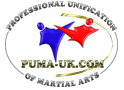 PROFESSIONAL UNIFICATION
PUMA-UK.COM
OF MARTIAL ARTS